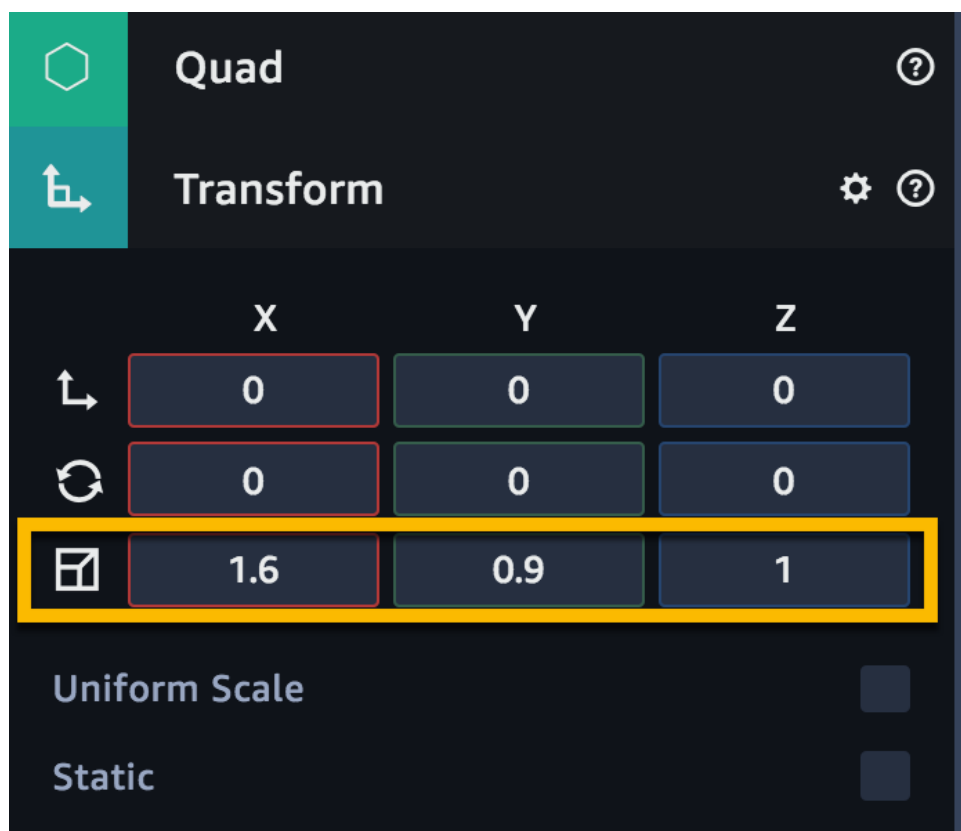 Quad
Transform
X Y Z
0 0 0
0 0 0
1.6 0.9 1
Uniform Scale
Static